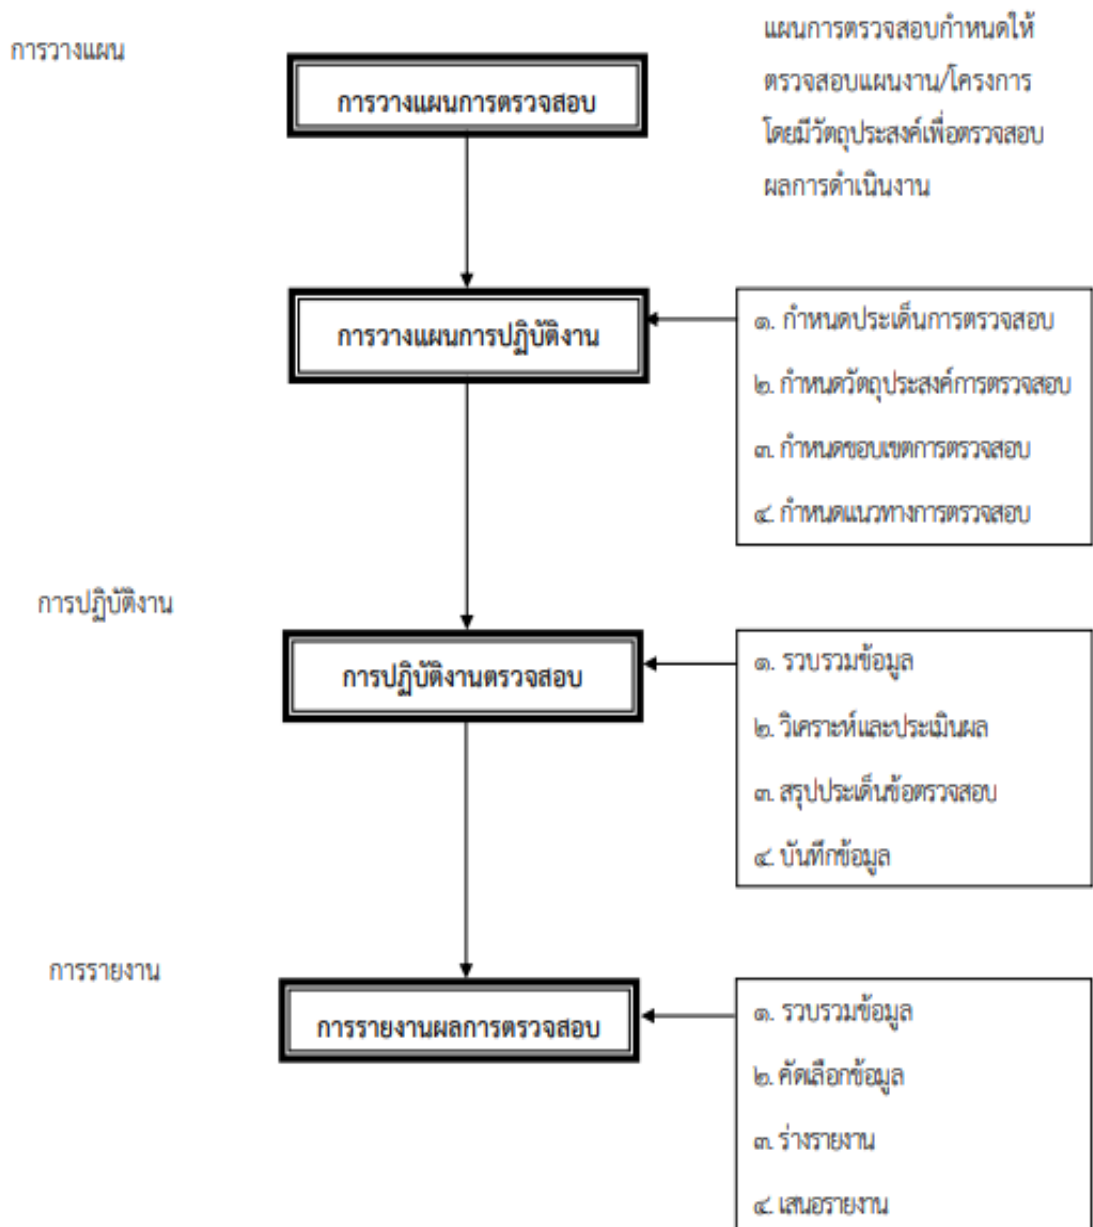 การวางแผน
แผนการตรวจสอบกำหนดให้
ตรวจสอบแผนงาน/โครงการ
โดยมีวัตถุประสงค์เพื่อตรวจสอบ
ผลการดำเนินงาน
การวางแผนการตรวจสอบ
การวางแผนการปฏิบัติงาน
๑. กำหนดประเด็นการตรวจสอบ
๒. กำหนดวัตถุประสงค์การตรวจสอบ
๓. กำหนดขอบเขตการตรวจสอบ
๔. กำหนดแนวทางการตรวจสอบ
การปฏิบัติงาน
การปฏิบัติงานตรวจสอบ
๑. รวบรวมข้อมูล
๒. วิเคราะห์และประเมินผล
๓. สรุปประเด็นข้อตรวจสอบ
๔. บันทึกข้อมูล
การรายงาน
การรายงานผลการตรวจสอบ
๑. รวบรวมข้อมูล
๒. คัดเลือกข้อมูล
๓. ร่างรายงาน
๔. เสนอรายงาน